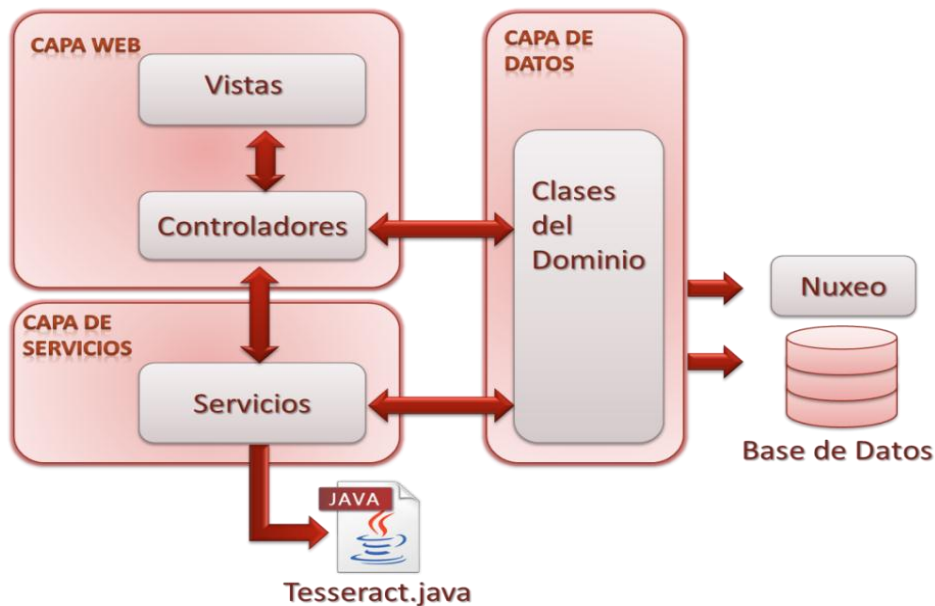 CAPA WEB
Vistas
Controladores
CAPA DE
SERVICIOS
Servicios
CAPA DE
DATOS
Clases
del
Dominio
Nuxeo
Base de Datos
JAVA
Tesseract.java